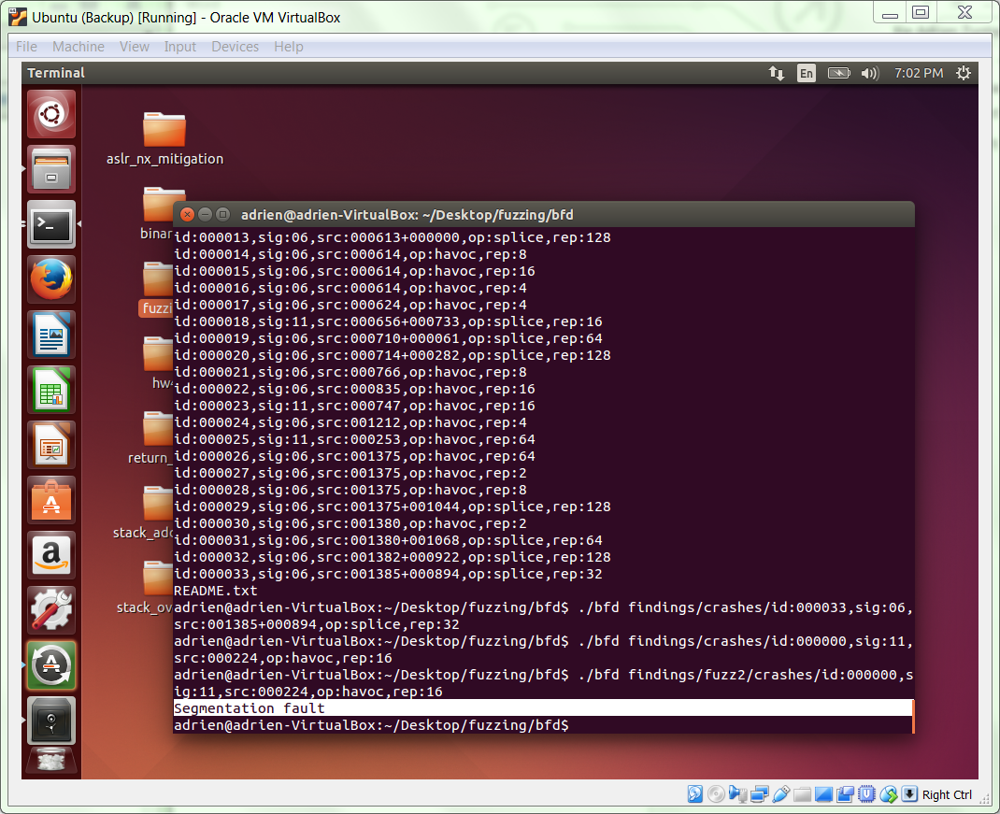 Ubuntu (Backup) [Running] - Oracle VM VirtualBox
File Machine View Input Devices Help
Terminal
En
7:02 PM
aslr_nx_mitigation
binar
fuzzi
hw4
return_
stack_add
stack_ov
adrien@adrien-VirtualBox: ~/Desktop/fuzzing/bfd
id:000013,sig:06,src:000613+000000,op:splice,rep:128
id:000014,sig:06,src:000614,op:havoc,rep:8
id:000015,sig:06,src:000614,op:havoc,rep:16
id:000016,sig:06,src:000614,op:havoc,rep:4
id:000017,sig:06,src:000624,op:havoc,rep:4
id:000018,sig:11,src:000656+000733,op:splice,rep:16
id:000019,sig:06,src:000710+000061,op:splice,rep:64
id:000020,sig:06,src:000714+000282,op:splice,rep:128
id:000021,sig:06,src:000766,op:havoc,rep:8
id:000022,sig:06,src:000835,op:havoc,rep:16
id:000023,sig:11,src:000747,op:havoc,rep:16
id:000024,sig:06,src:001212,op:havoc,rep:4
id:000025,sig:11,src:000253,op:havoc,rep:64
id:000026,sig:06,src:001375,op:havoc,rep:64
id:000027,sig:06,src:001375,op:havoc,rep:2
id:000028,sig:06,src:001375,op:havoc,rep:8
id:000029,sig:06,src:001375+001044,op:splice,rep:128
id:000030,sig:06,src:001380,op:havoc,rep:2
id:000031,sig:06,src:001380+001068,op:splice,rep:64
id:000032,sig:06,src:001382+000922,op:splice,rep:128
id:000033,sig:06,src:001385+000894,op:splice,rep:32
README.txt
adrien@adrien-VirtualBox:~/Desktop/fuzzing/bfd$ ./bfd findings/crashes/id:000033,sig:06,
src:001385+000894,op:splice,rep:32
adrien@adrien-VirtualBox:~/Desktop/fuzzing/bfd$ ./bfd findings/crashes/id:000000,sig:11,
src:000224,op:havoc,rep:16
adrien@adrien-VirtualBox:~/Desktop/fuzzing/bfd$ ./bfd findings/fuzz2/crashes/id:000000,s
ig:11,src:000224,op:havoc,rep:16
Segmentation fault
adrien@adrien-VirtualBox:~/Desktop/fuzzing/bfd$
Right Ctrl